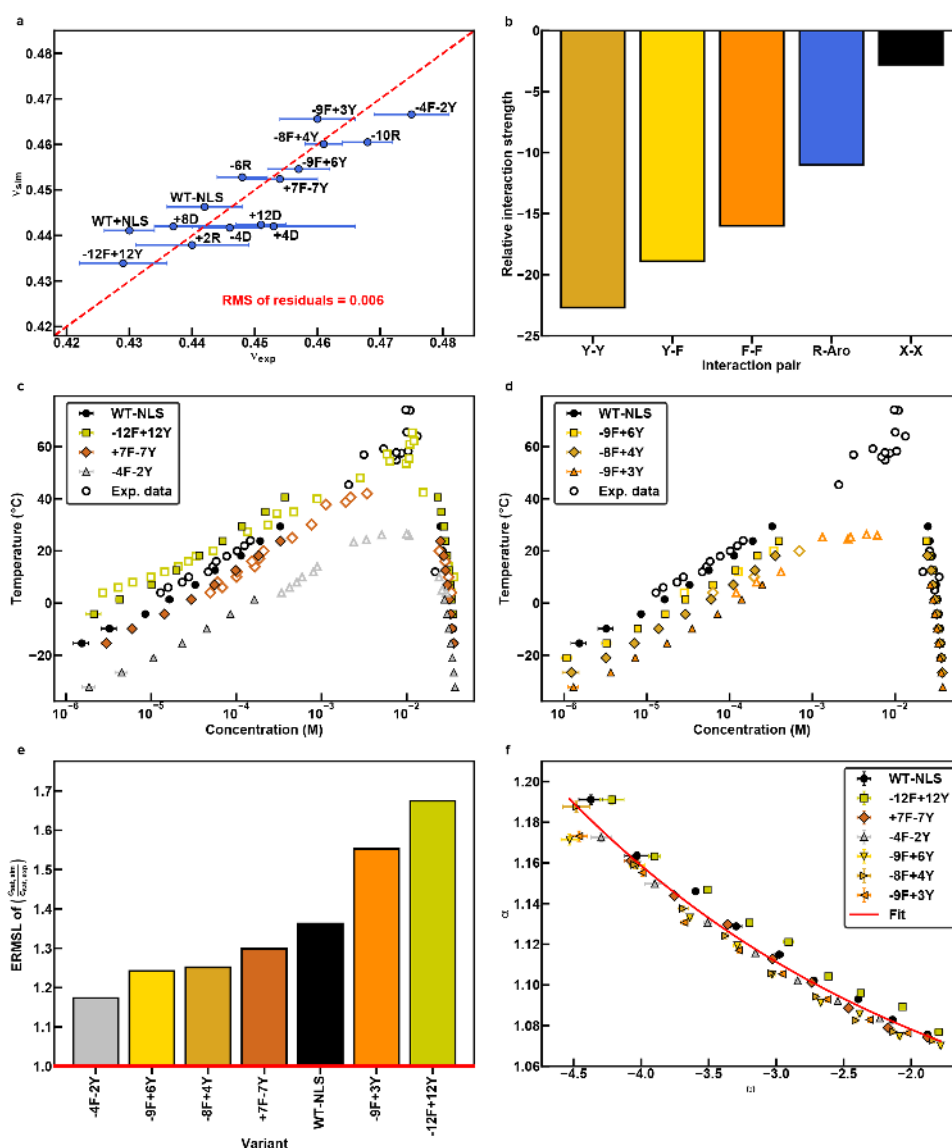 a
0.48
0.47
0.46
0.45
0.44
0.43
0.42
νsim
-4F-2Y
-9F+3Y
-8F+4Y
-10R
-9F+6Y
-6R
+7F-7Y
WT-NLS
WT+NLS
+8D
+12D
-4D
+4D
+2R
-12F+12Y
RMS of residuals = 0.006
0.42 0.43 0.44 0.45 0.46 0.47 0.48
νexp
b
0
−5
−10
−15
−20
−25
Relative interaction strength
Y-Y Y-F F-F R-Aro X-X
Interaction pair
c
WT-NLS
-12F+12Y
+7F-7Y
-4F-2Y
Exp. data
60
40
20
0
−20
Temperature (°C)
10⁻⁶ 10⁻⁵ 10⁻⁴ 10⁻³ 10⁻²
Concentration (M)
d
WT-NLS
-9F+6Y
-8F+4Y
-9F+3Y
Exp. data
60
40
20
0
−20
Temperature (°C)
10⁻⁶ 10⁻⁵ 10⁻⁴ 10⁻³ 10⁻²
Concentration (M)
e
1.7
1.6
1.5
1.4
1.3
1.2
1.1
1.0
ERMSL of
-4F-2Y
-9F+6Y
-8F+4Y
+7F-7Y
WT-NLS
-9F+3Y
-12F+12Y
Variant
f
1.20
1.18
1.16
1.14
1.12
1.10
1.08
1.06
WT-NLS
-12F+12Y
+7F-7Y
-4F-2Y
-9F+6Y
-8F+4Y
-9F+3Y
Fit
−4.5 −4.0 −3.5 −3.0 −2.5 −2.0